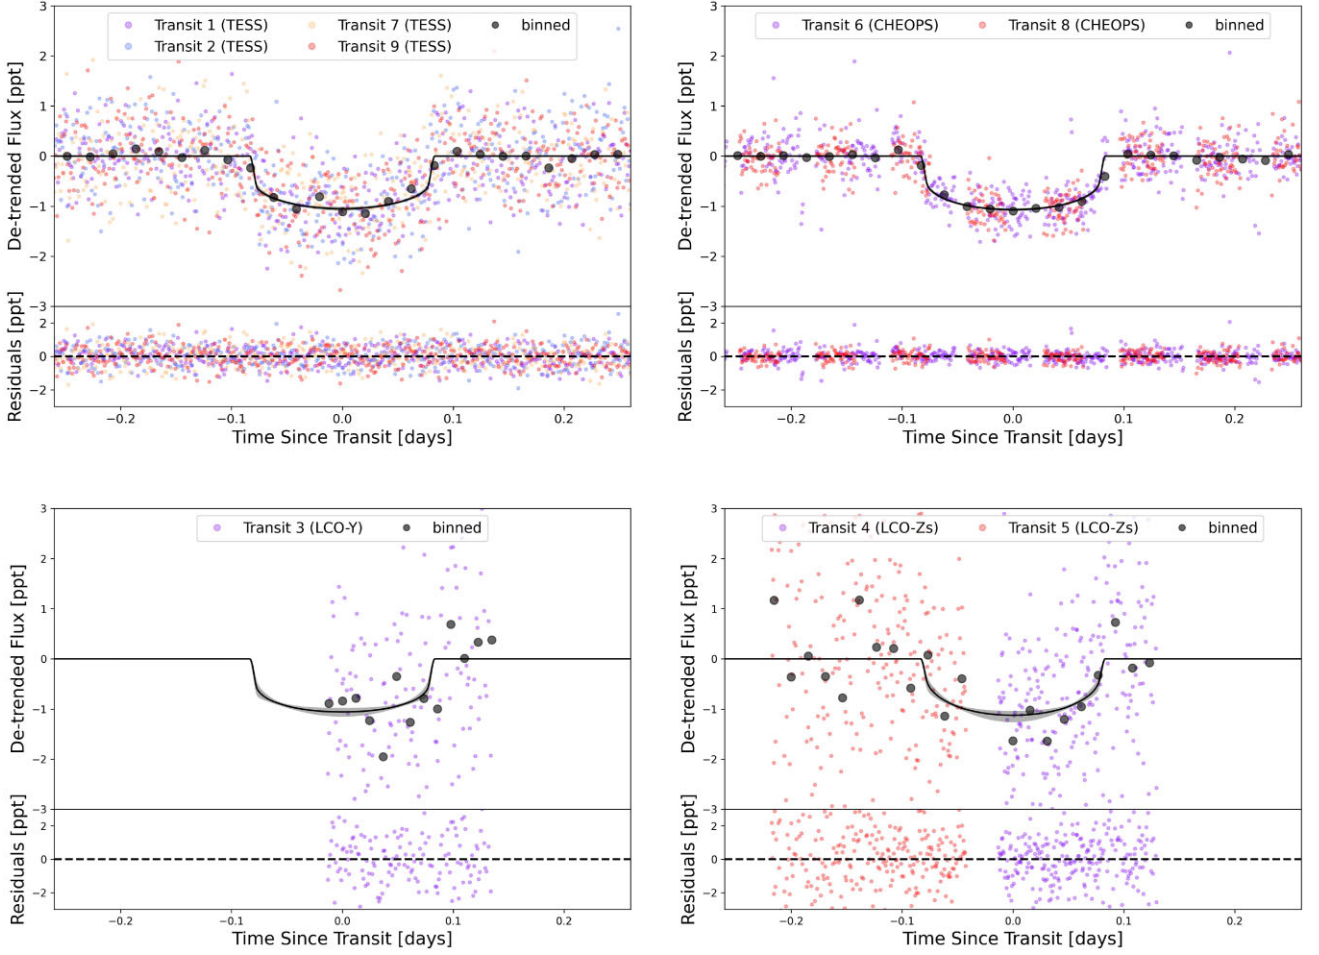 Transit 1 (TESS) Transit 7 (TESS) binned
Transit 2 (TESS) Transit 9 (TESS)
De-trended Flux [ppt]
3
2
1
0
−1
−2
−3
Residuals [ppt]
2
0
−2
−0.2 −0.1 0.0 0.1 0.2
Time Since Transit [days]
Transit 6 (CHEOPS) Transit 8 (CHEOPS) binned
De-trended Flux [ppt]
3
2
1
0
−1
−2
−3
Residuals [ppt]
2
0
−2
−0.2 −0.1 0.0 0.1 0.2
Time Since Transit [days]
Transit 3 (LCO-Y) binned
De-trended Flux [ppt]
3
2
1
0
−1
−2
−3
Residuals [ppt]
2
0
−2
−0.2 −0.1 0.0 0.1 0.2
Time Since Transit [days]
Transit 4 (LCO-Zs) Transit 5 (LCO-Zs) binned
De-trended Flux [ppt]
3
2
1
0
−1
−2
−3
Residuals [ppt]
2
0
−2
−0.2 −0.1 0.0 0.1 0.2
Time Since Transit [days]